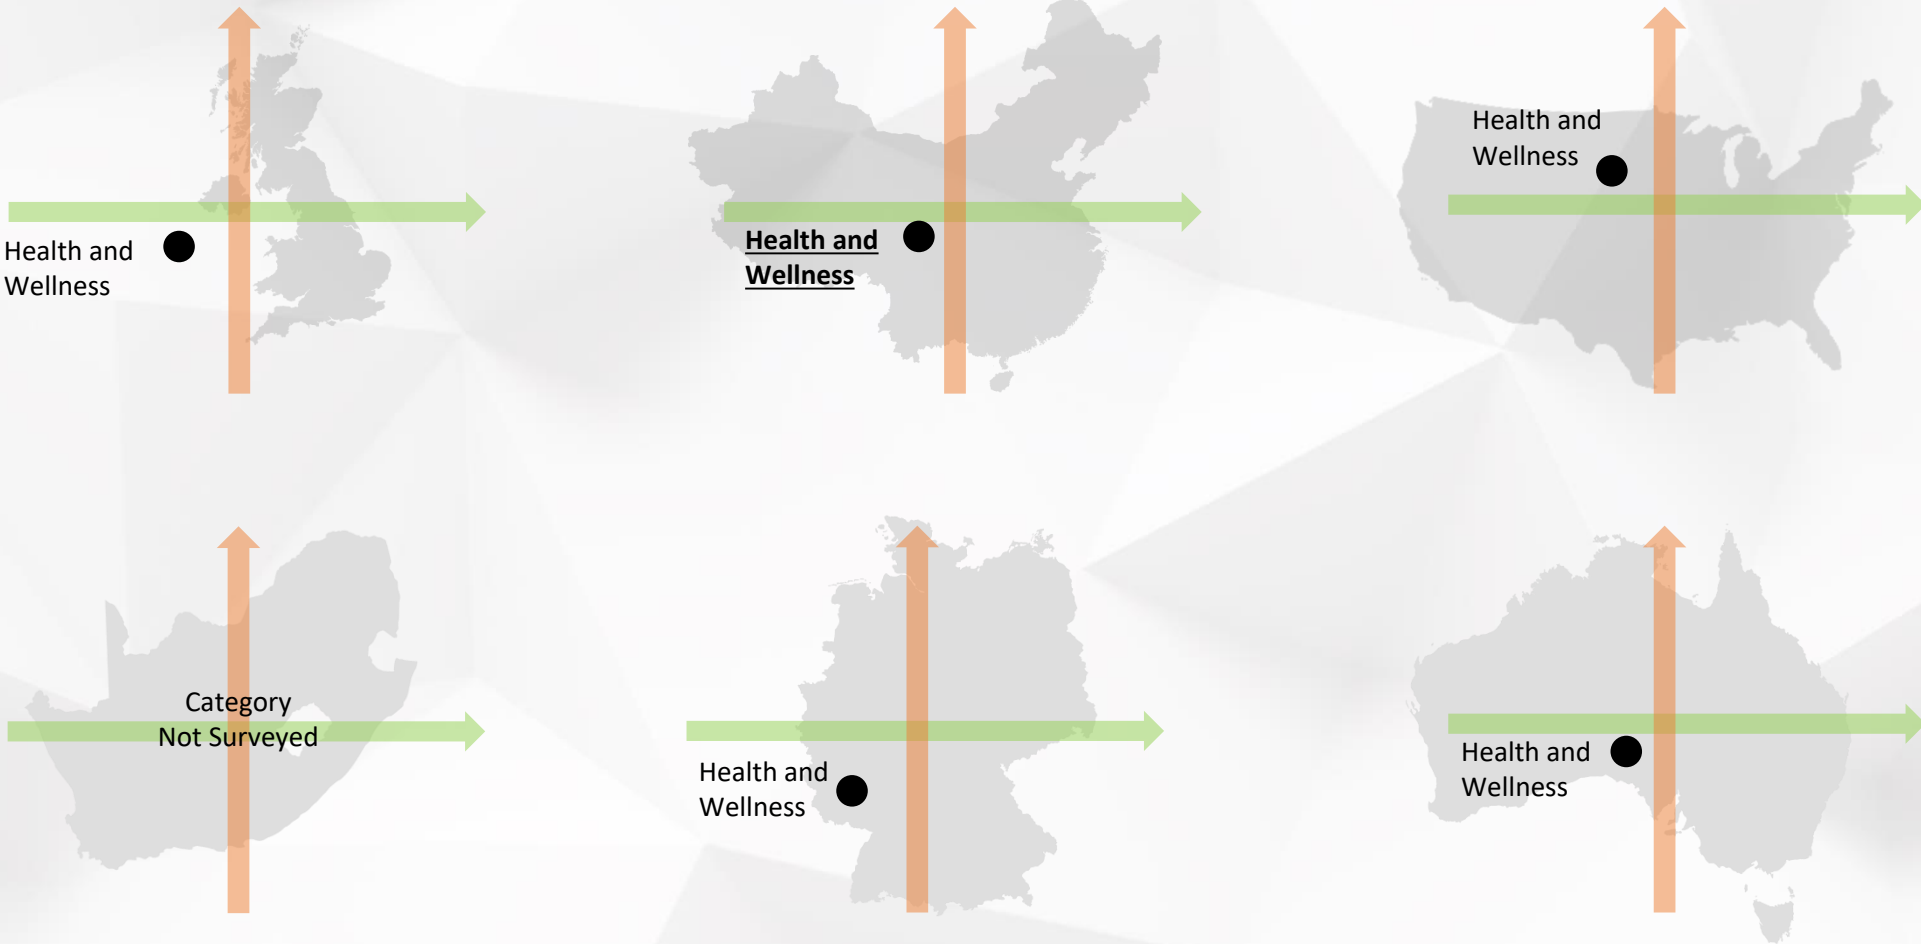 Health and
Wellness
Health and
Wellness
Health and
Wellness
Category
Not Surveyed
Health and
Wellness
Health and
Wellness